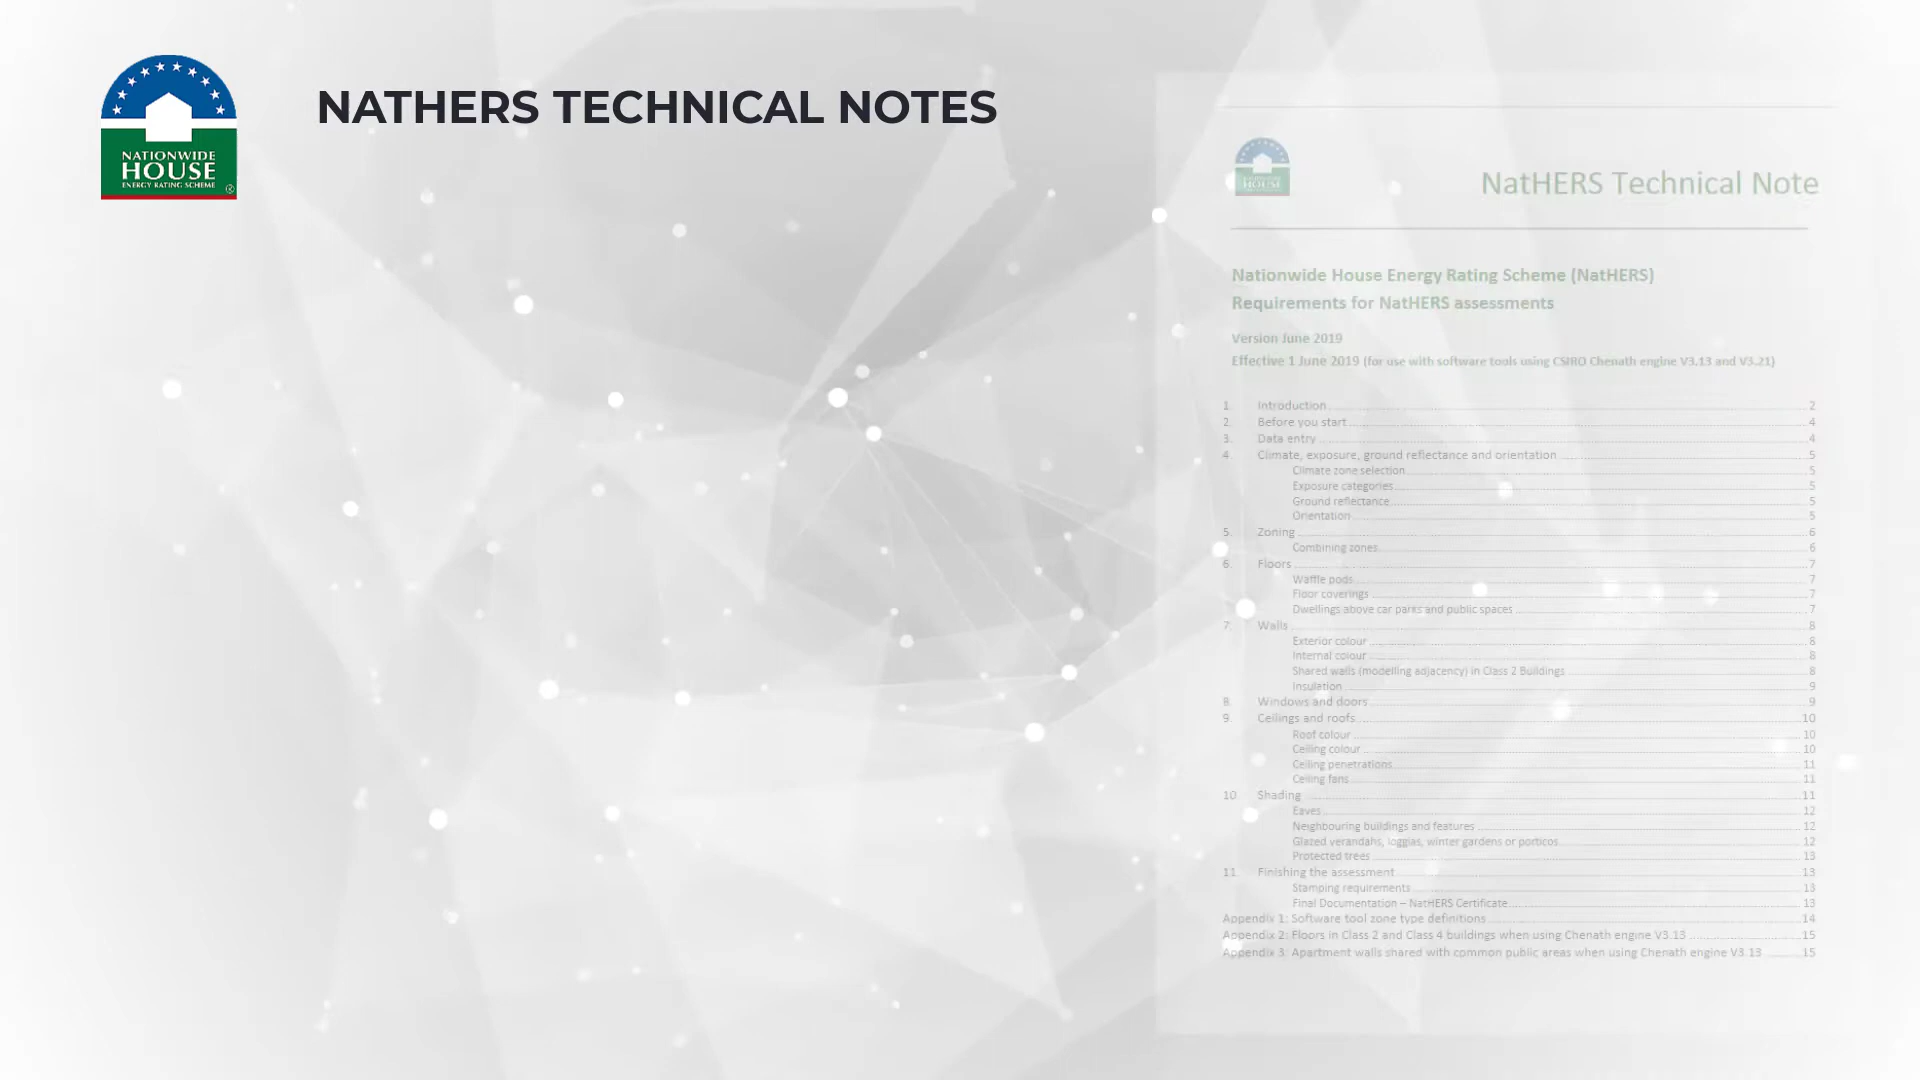 NATIONWIDE
HOUSE
ENERGY RATING SCHEME ®
NATHERS TECHNICAL NOTES
HOUSE
NatHERS Technical Note
Nationwide House Energy Rating Scheme (NatHERS)
Requirements for NatHERS assessments
Version June 2019
Effective 1 June 2019 (for use with software tools using CSIRO Chenath engine V3.13 and V3.21)
1. Introduction 2
2. Before you start 4
3. Data entry 4
4. Climate, exposure, ground reflectance and orientation 5
Climate zone selection 5
Exposure categories 5
Ground reflectance 5
Orientation 5
5. Zoning 6
Combining zones 6
6. Floors 7
Waffle pods 7
Floor coverings 7
Dwellings above car parks and public spaces 7
7. Walls 8
Exterior colour 8
Internal colour 8
Shared walls (modelling adjacency) in Class 2 Buildings 8
Insulation 9
8. Windows and doors 9
9. Ceilings and roofs 10
Roof colour 10
Ceiling colour 10
Ceiling penetrations 11
Ceiling fans 11
10. Shading 11
Eaves 12
Neighbouring buildings and features 12
Glazed verandahs, loggias, winter gardens or porticos 12
Protected trees 13
11. Finishing the assessment 13
Stamping requirements 13
Final Documentation – NatHERS Certificate 13
Appendix 1: Software tool zone type definitions 14
Appendix 2: Floors in Class 2 and Class 4 buildings when using Chenath engine V3.13 15
Appendix 3: Apartment walls shared with common public areas when using Chenath engine V3.13 15